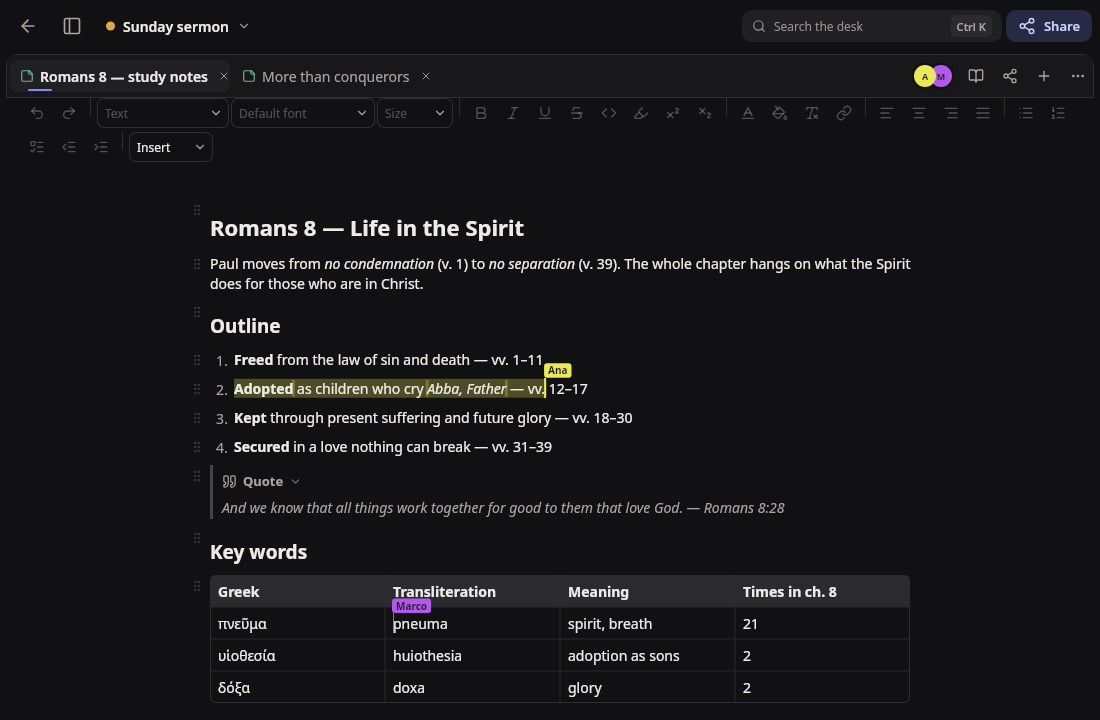 Sunday sermon
Search the desk
Ctrl K
Share
Romans 8 — study notes
More than conquerors
A
M
Text
Default font
Size
Insert
Romans 8 — Life in the Spirit
Paul moves from no condemnation (v. 1) to no separation (v. 39). The whole chapter hangs on what the Spirit
does for those who are in Christ.
Outline
1. Freed from the law of sin and death — vv. 1–11
Ana
2. Adopted as children who cry Abba, Father — vv. 12–17
3. Kept through present suffering and future glory — vv. 18–30
4. Secured in a love nothing can break — vv. 31–39
Quote
And we know that all things work together for good to them that love God. — Romans 8:28
Key words
Greek Transliteration Meaning Times in ch. 8
Marco
πνεῦμα pneuma spirit, breath 21
υἱοθεσία huiothesia adoption as sons 2
δόξα doxa glory 2